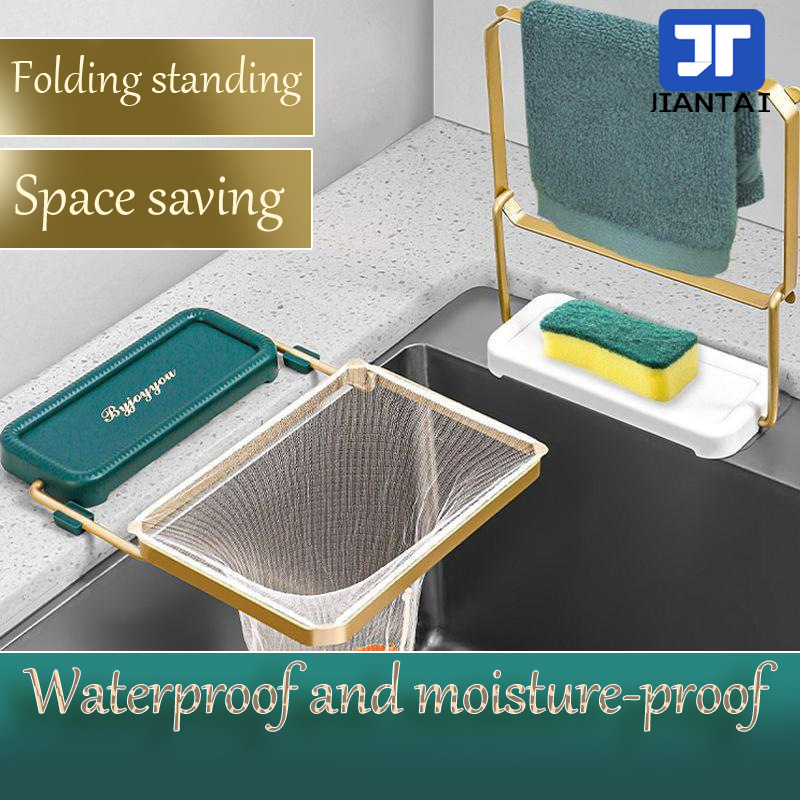 Folding standing
Space saving
JIANTAI
Byjoyyou
Waterproof and moisture-proof